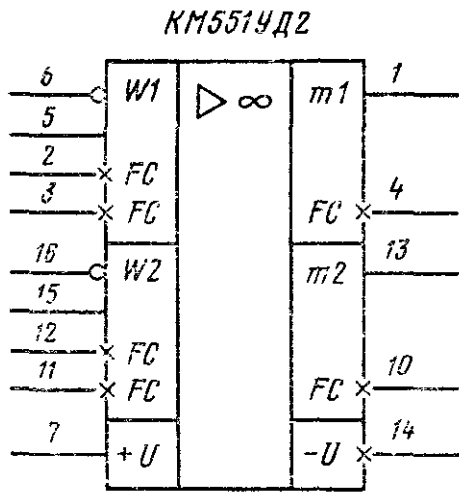 КМ551УД2
6 W1 ▷ ∞ m1 1
5
2 FC
3 FC FC 4
16 W2 m2 13
15
12 FC
11 FC FC 10
7 +U -U 14